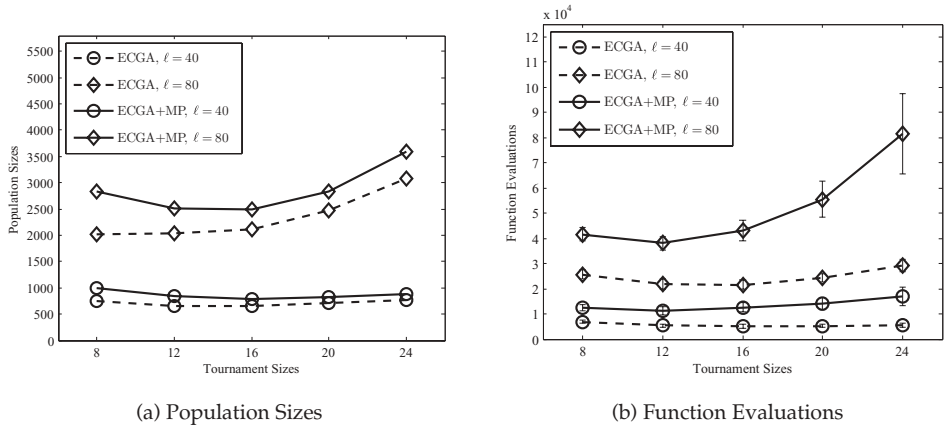 5500
5000
4500
4000
3500
3000
2500
2000
1500
1000
500
0
Population Sizes
ECGA, ℓ = 40
ECGA, ℓ = 80
ECGA+MP, ℓ = 40
ECGA+MP, ℓ = 80
8 12 16 20 24
Tournament Sizes
(a) Population Sizes
x 10^4
12
11
10
9
8
7
6
5
4
3
2
1
0
Function Evaluations
ECGA, ℓ = 40
ECGA, ℓ = 80
ECGA+MP, ℓ = 40
ECGA+MP, ℓ = 80
8 12 16 20 24
Tournament Sizes
(b) Function Evaluations